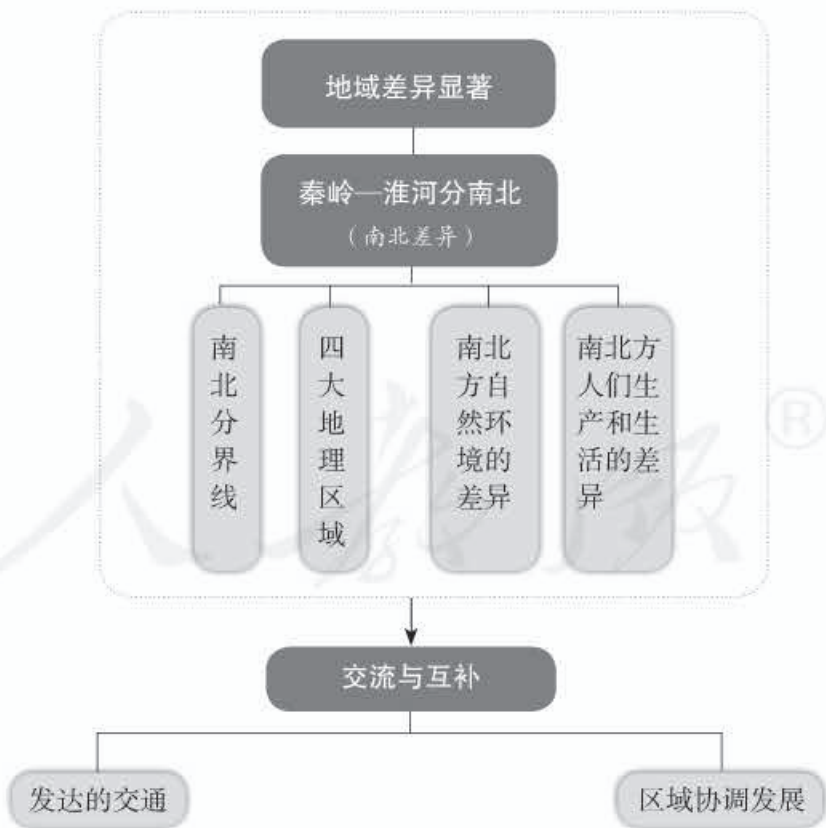 地域差异显著
秦岭—淮河分南北
（南北差异）
南
北
分
界
线
四
大
地
理
区
域
南北
方自
然环
境的
差异
南北方
人们生
产和生
活的差
异
人教版®
交流与互补
发达的交通
区域协调发展